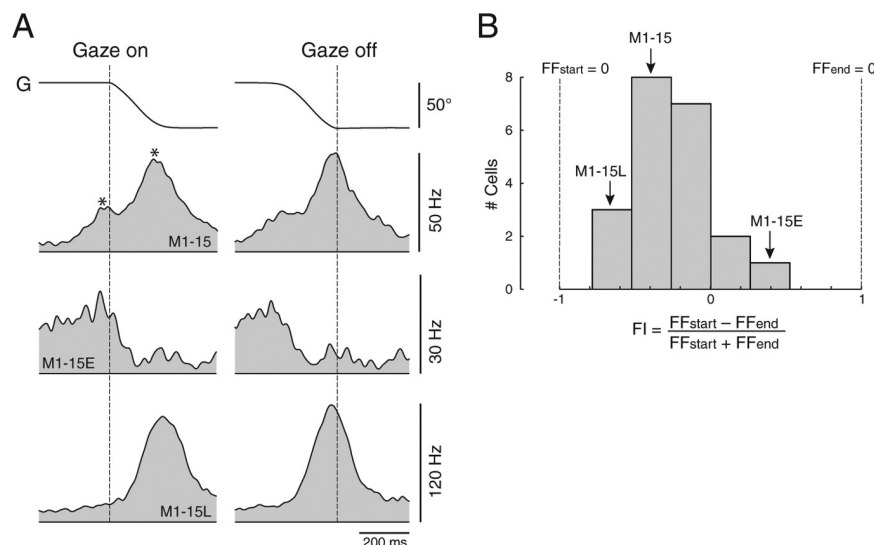 A
Gaze on
Gaze off
G
50°
*
*
M1-15
50 Hz
M1-15E
30 Hz
M1-15L
120 Hz
200 ms
B
M1-15
FFstart = 0
FFend = 0
8
M1-15L
6
# Cells
4
M1-15E
2
0
-1
0
1
FI = FFstart − FFend
FFstart + FFend